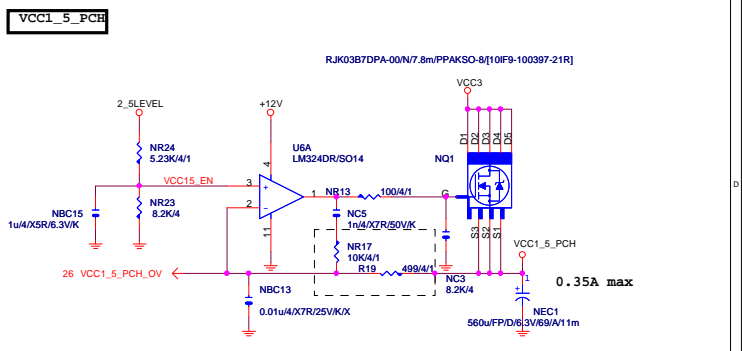 VCC1_5_PCH
RJK03B7DPA-00/N/7.8m/PPAKSO-8/[10IF9-100397-21R]
VCC3
2_5LEVEL
+12V
D1
D2
D3
D4
D5
NR24
5.23K/4/1
U6A
LM324DR/SO14
NQ1
4
VCC15_EN
3
+
1
NR13
100/4/1
G
2
-
NBC15
1u/4/X5R/6.3V/K
NR23
8.2K/4
11
NC5
1n/4/X7R/50V/K
S3
S2
S1
NR17
10K/4/1
VCC1_5_PCH
26 VCC1_5_PCH_OV
R19
499/4/1
NC3
8.2K/4
1
0.35A max
NBC13
0.01u/4/X7R/25V/K/X
NEC1
560u/FP/D/6.3V/69/A/11m
D